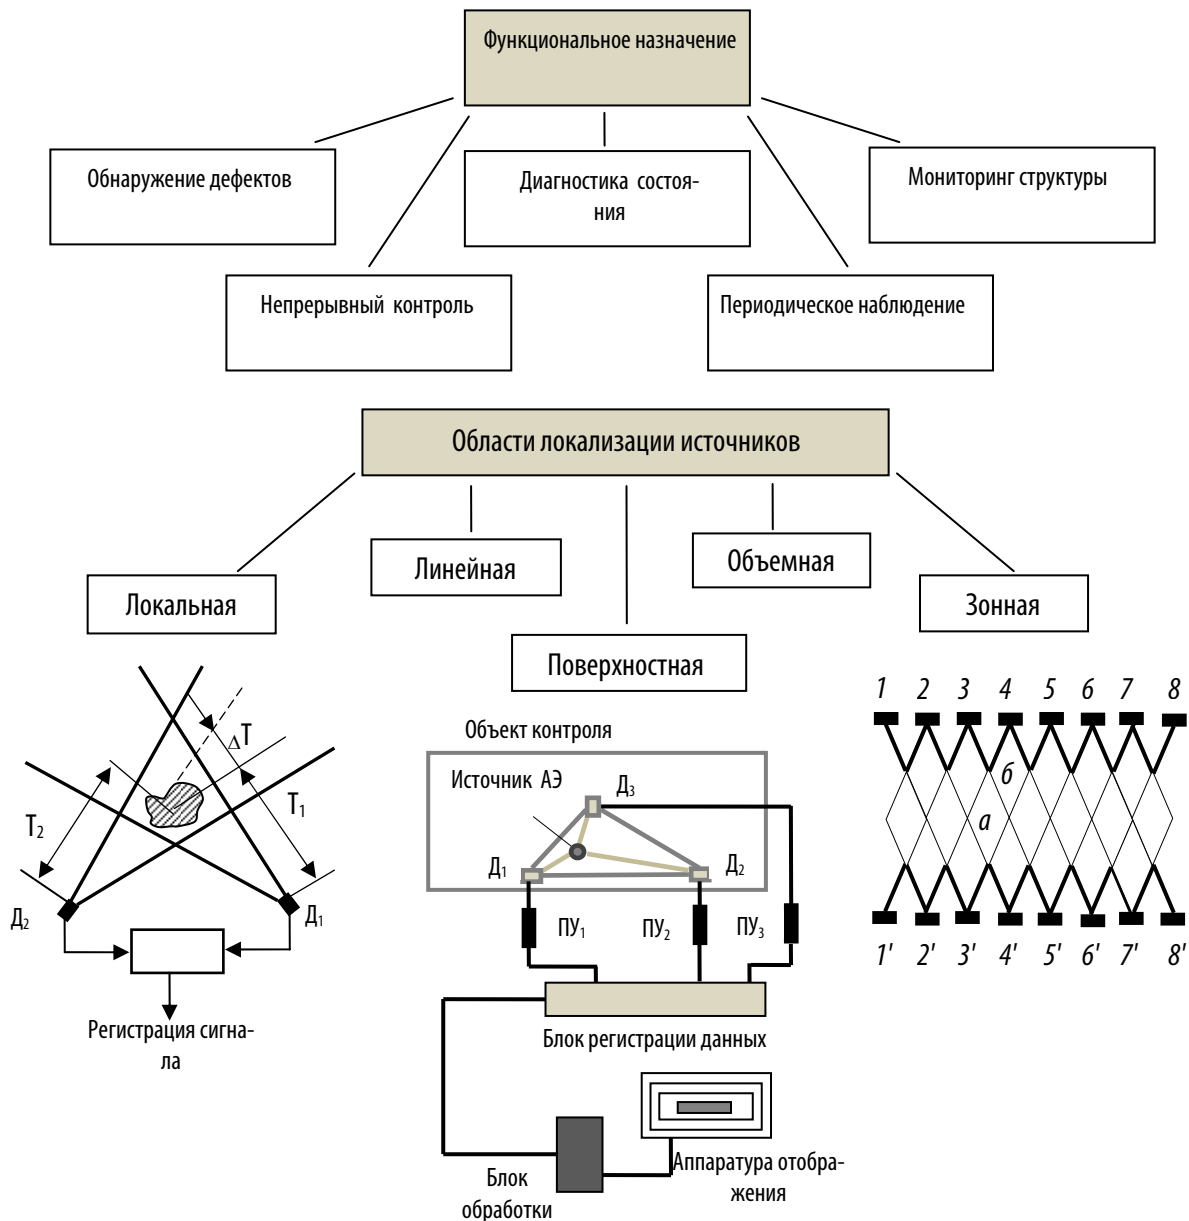 Функциональное назначение
Обнаружение дефектов
Диагностика состоя-
ния
Мониторинг структуры
Непрерывный контроль
Периодическое наблюдение
Области локализации источников
Локальная
Линейная
Поверхностная
Объемная
Зонная
ΔT
T₁
T₂
Д₂
Д₁
Регистрация сигна-
ла
Объект контроля
Источник АЭ
Д₃
Д₁
Д₂
ПУ₁
ПУ₂
ПУ₃
Блок регистрации данных
Блок
обработки
Аппаратура отобра-
жения
1 2 3 4 5 6 7 8
б
а
1' 2' 3' 4' 5' 6' 7' 8'